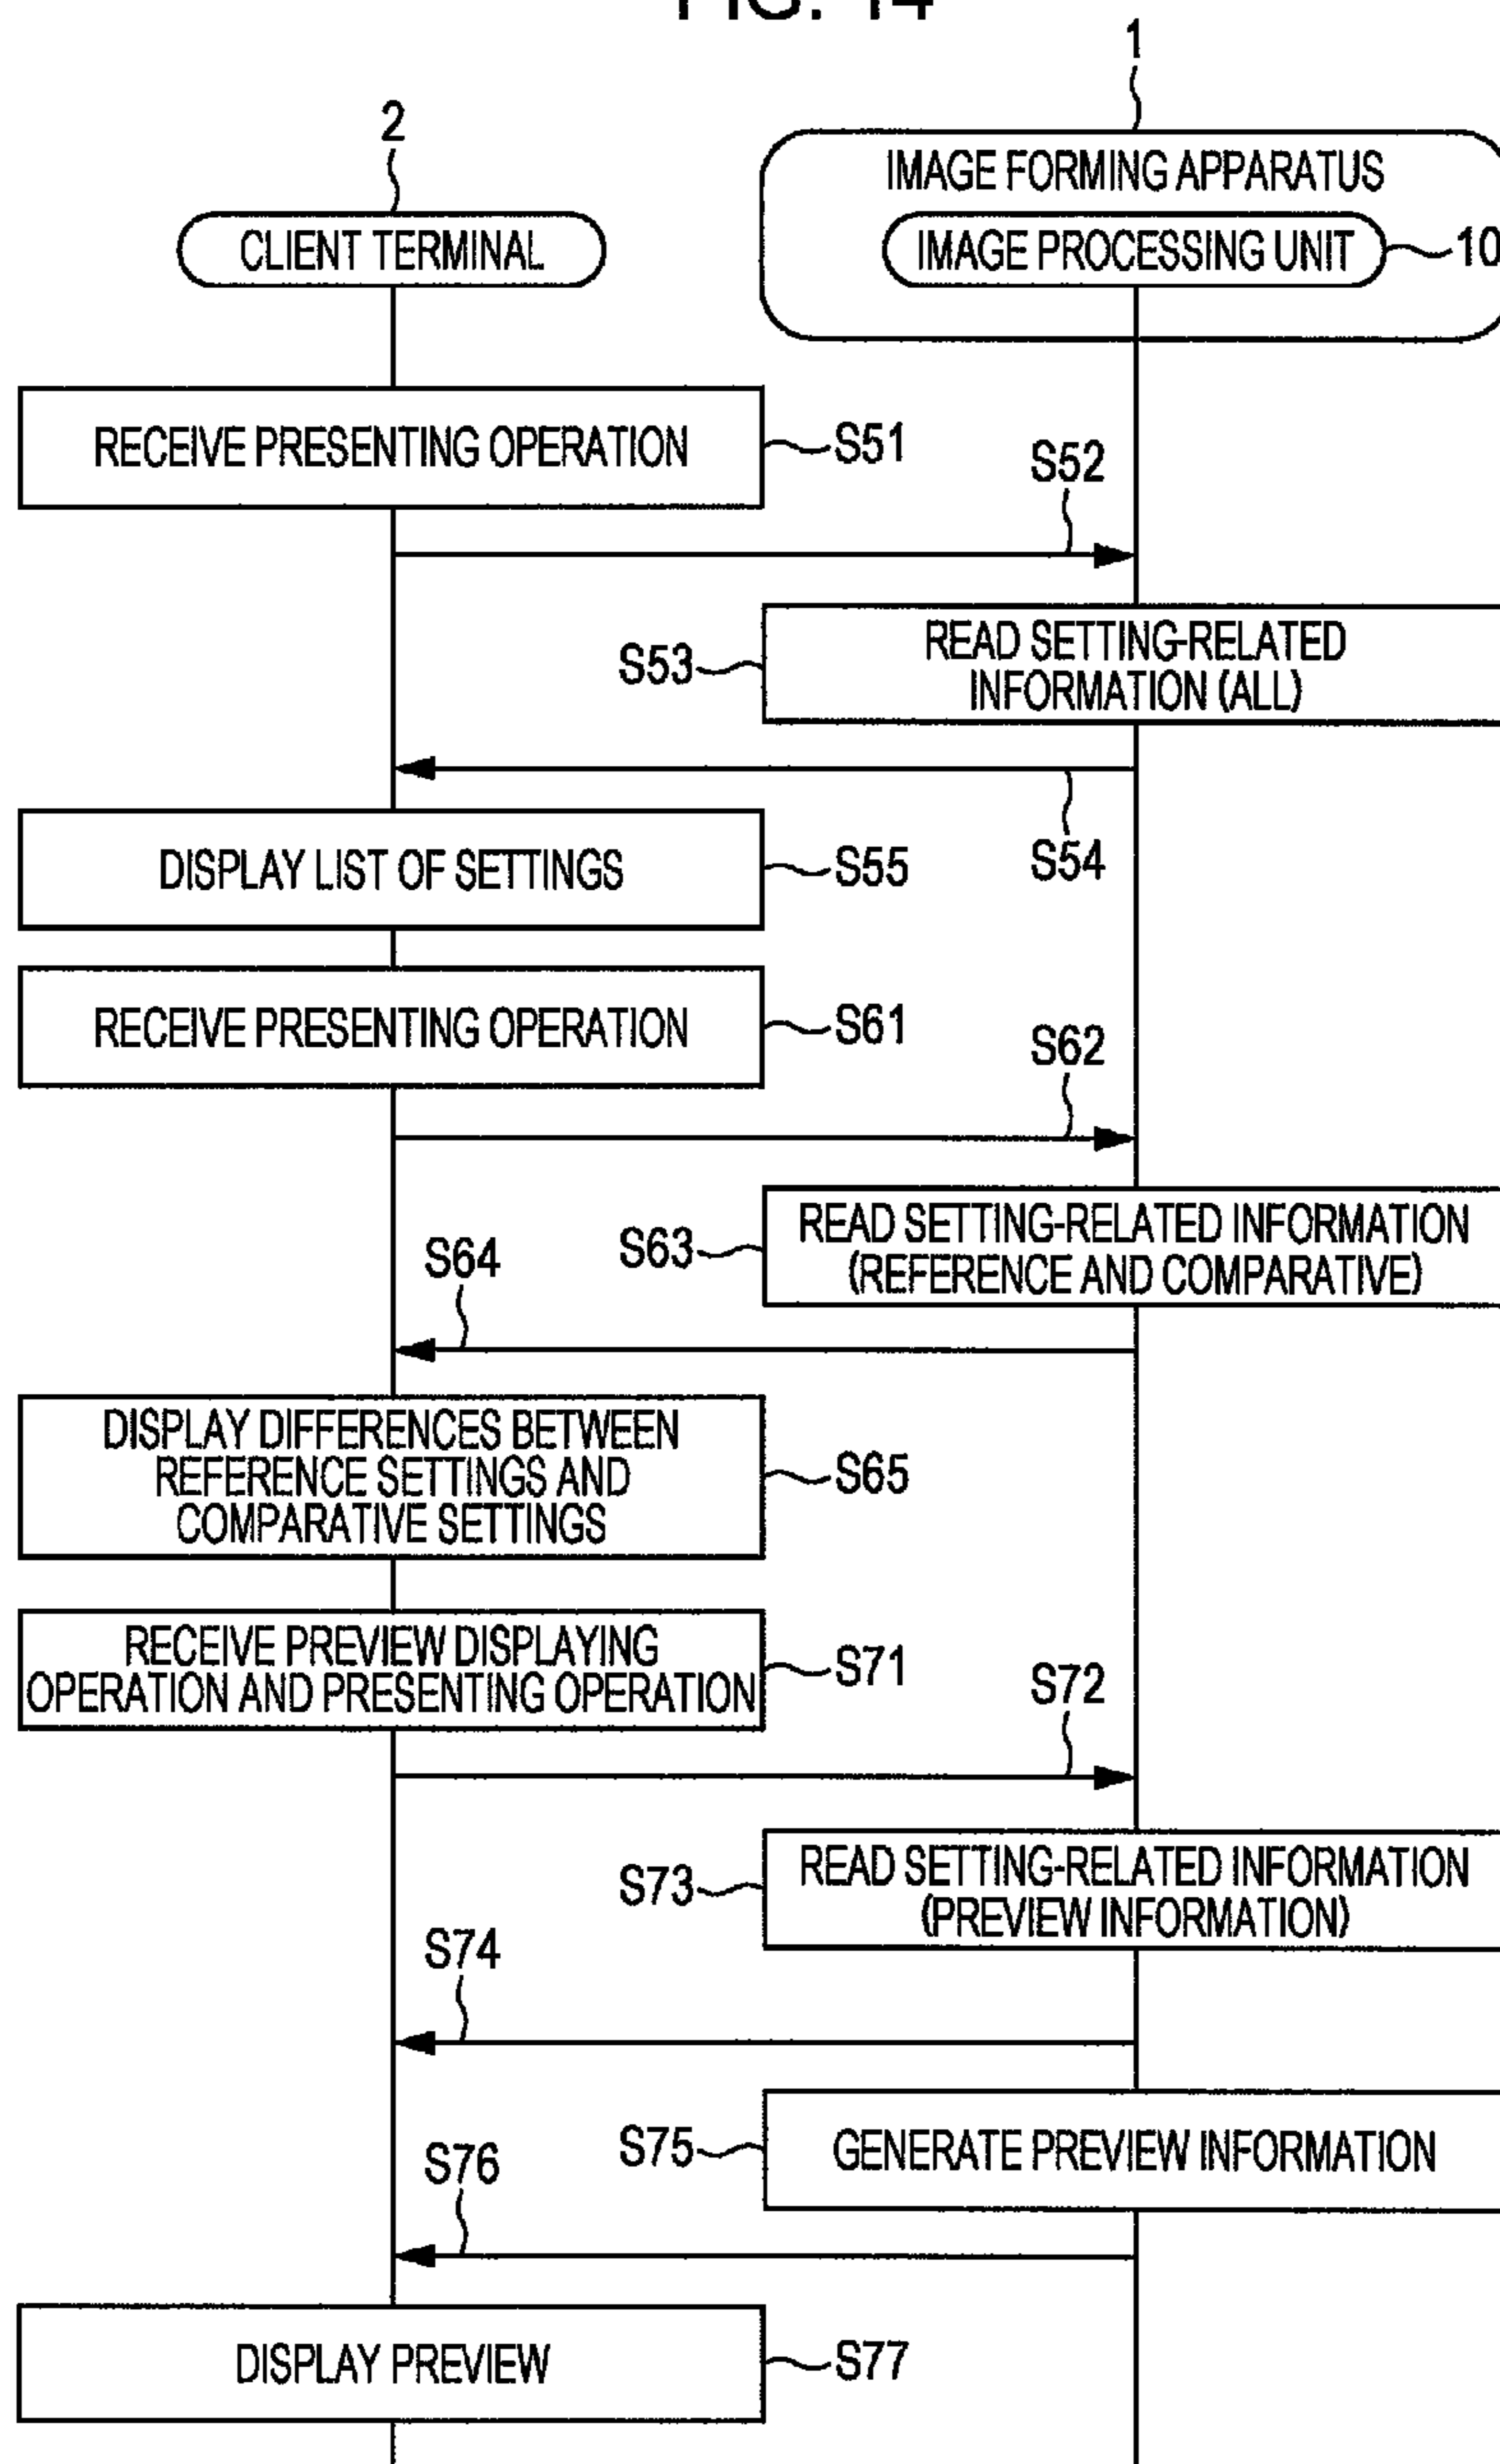 FIG. 14
1
2
IMAGE FORMING APPARATUS
CLIENT TERMINAL
IMAGE PROCESSING UNIT
10
RECEIVE PRESENTING OPERATION
S51
S52
S53
READ SETTING-RELATED
INFORMATION (ALL)
S54
DISPLAY LIST OF SETTINGS
S55
RECEIVE PRESENTING OPERATION
S61
S62
S63
READ SETTING-RELATED INFORMATION
(REFERENCE AND COMPARATIVE)
S64
DISPLAY DIFFERENCES BETWEEN
REFERENCE SETTINGS AND
COMPARATIVE SETTINGS
S65
RECEIVE PREVIEW DISPLAYING
OPERATION AND PRESENTING OPERATION
S71
S72
S73
READ SETTING-RELATED INFORMATION
(PREVIEW INFORMATION)
S74
S75
GENERATE PREVIEW INFORMATION
S76
DISPLAY PREVIEW
S77